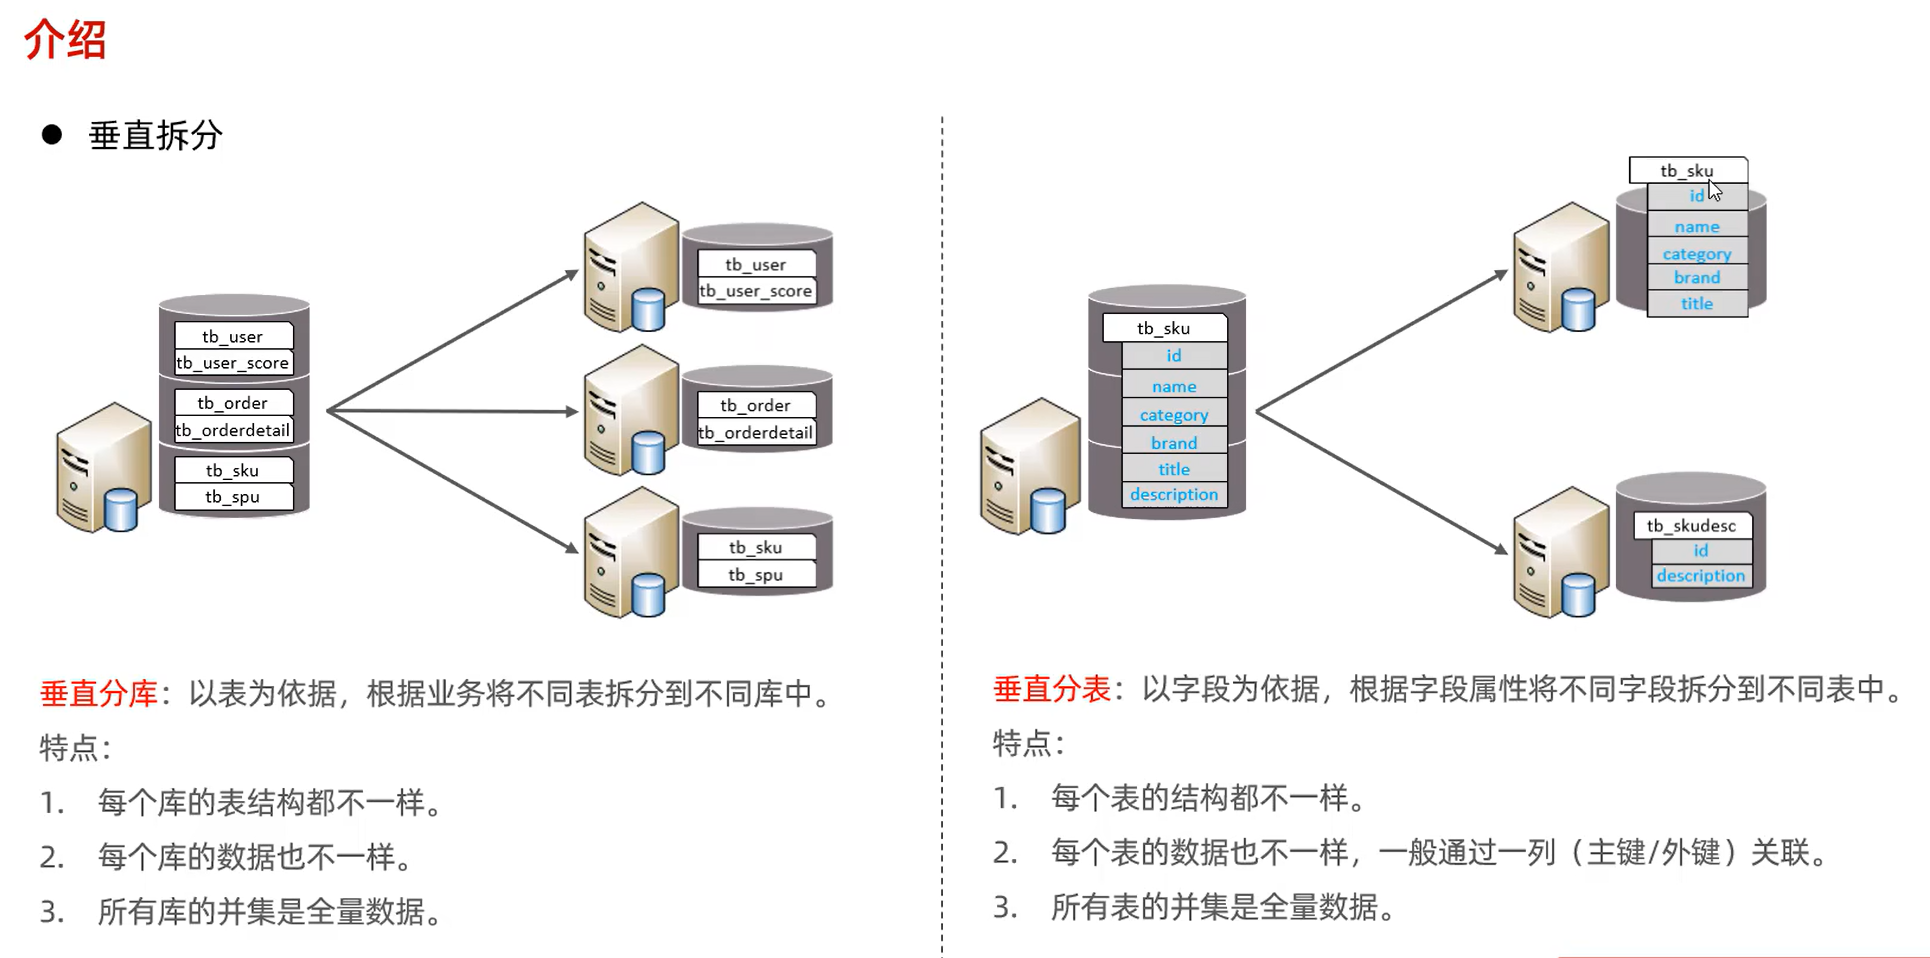 介绍
● 垂直拆分
tb_user
tb_user_score
tb_order
tb_orderdetail
tb_sku
tb_spu
tb_user
tb_user_score
tb_order
tb_orderdetail
tb_sku
tb_spu
垂直分库：以表为依据，根据业务将不同表拆分到不同库中。
特点：
1. 每个库的表结构都不一样。
2. 每个库的数据也不一样。
3. 所有库的并集是全量数据。
tb_sku
id
name
category
brand
title
description
tb_sku
id
name
category
brand
title
tb_skudesc
id
description
垂直分表：以字段为依据，根据字段属性将不同字段拆分到不同表中。
特点：
1. 每个表的结构都不一样。
2. 每个表的数据也不一样，一般通过一列（主键/外键）关联。
3. 所有表的并集是全量数据。